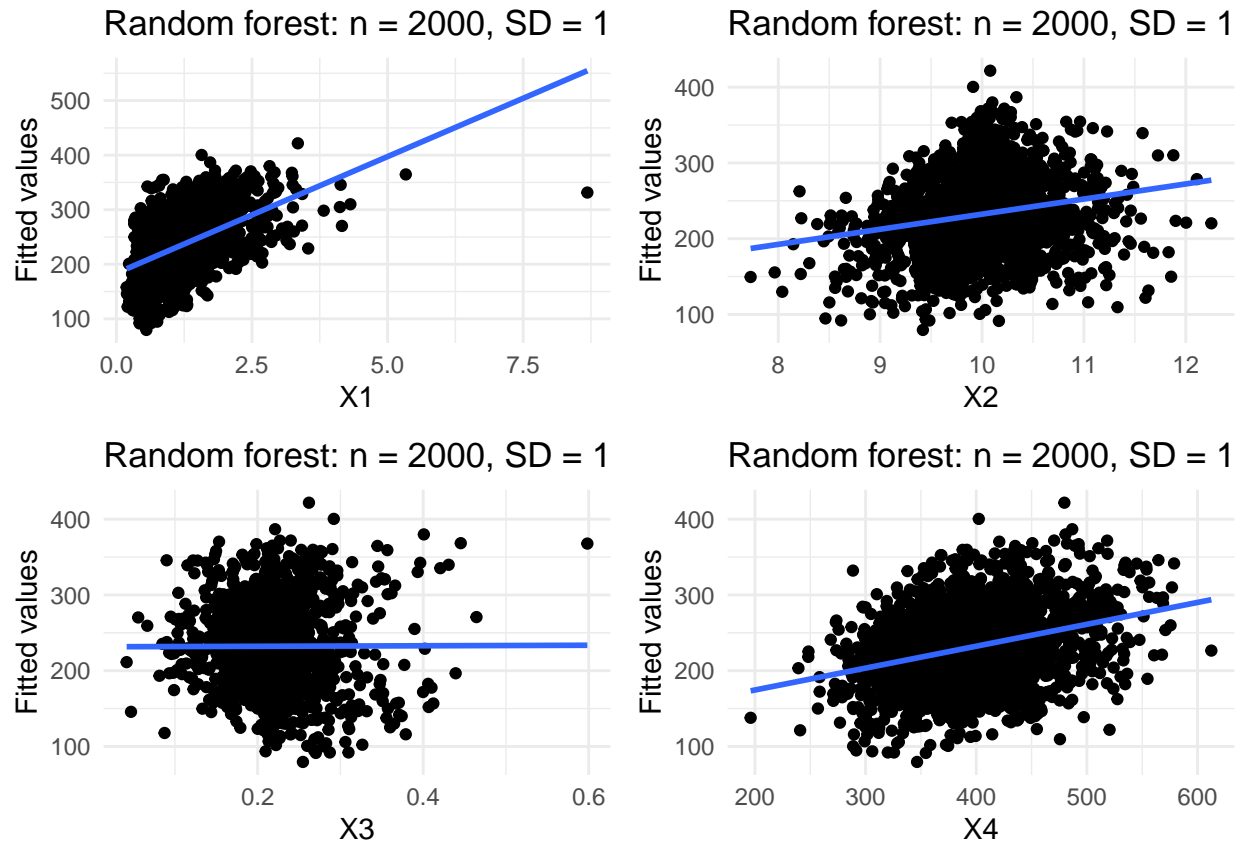 Random forest: n = 2000, SD = 1
Fitted values
500
400
300
200
100
0.0 2.5 5.0 7.5
X1
Random forest: n = 2000, SD = 1
Fitted values
400
300
200
100
8 9 10 11 12
X2
Random forest: n = 2000, SD = 1
Fitted values
400
300
200
100
0.2 0.4 0.6
X3
Random forest: n = 2000, SD = 1
Fitted values
400
300
200
100
200 300 400 500 600
X4